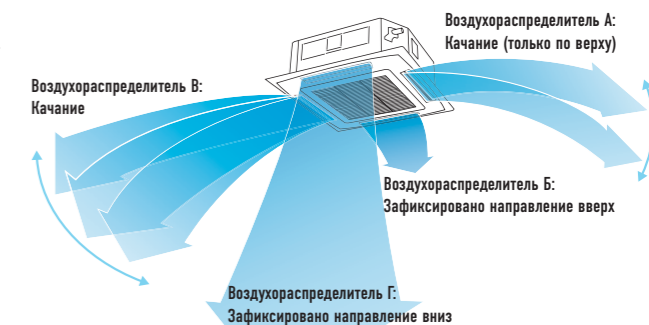 Воздухораспределитель А:
Качание (только по верху)
Воздухораспределитель В:
Качание
Воздухораспределитель Б:
Зафиксировано направление вверх
Воздухораспределитель Г:
Зафиксировано направление вниз